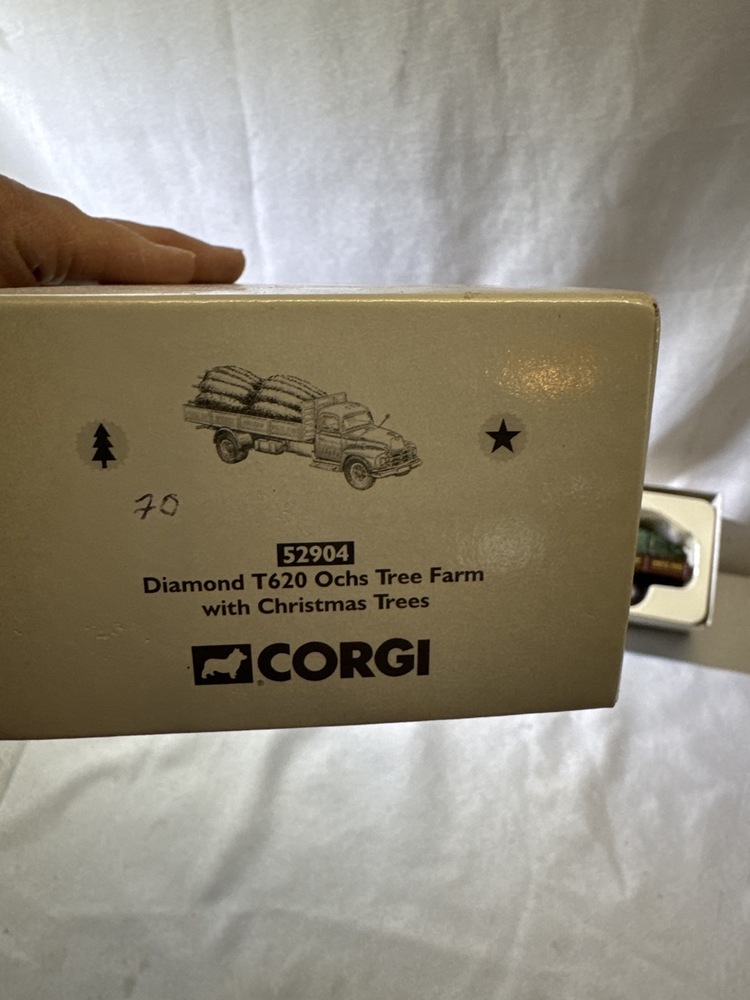 70
52904
Diamond T620 Ochs Tree Farm
with Christmas Trees
CORGI